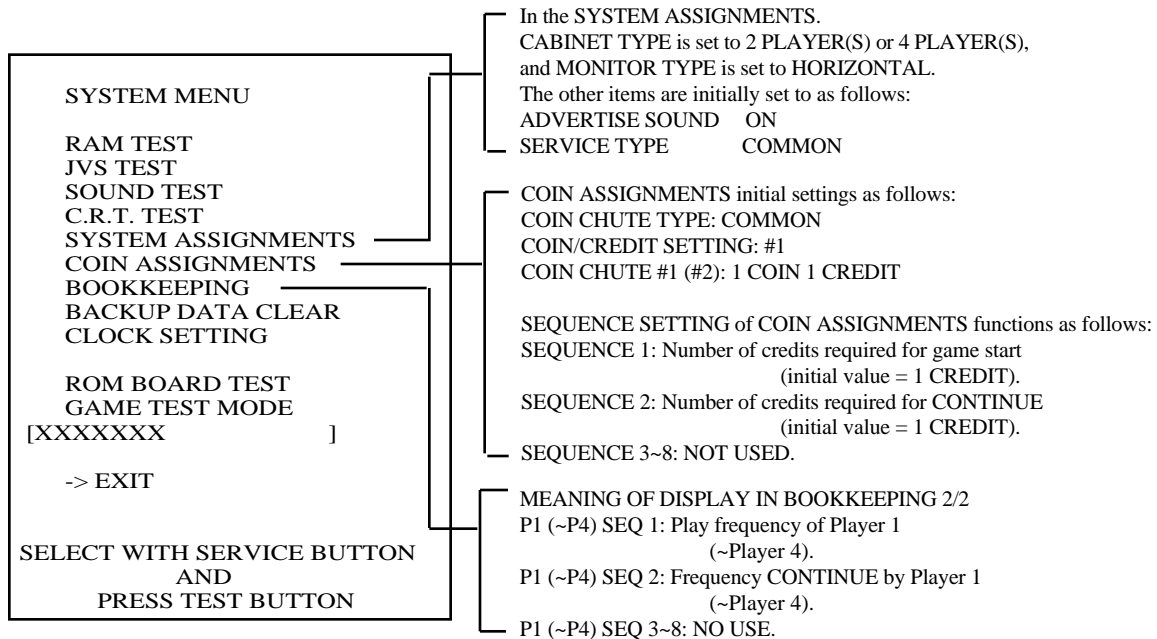 SYSTEM MENU
RAM TEST
JVS TEST
SOUND TEST
C.R.T. TEST
SYSTEM ASSIGNMENTS
COIN ASSIGNMENTS
BOOKKEEPING
BACKUP DATA CLEAR
CLOCK SETTING
ROM BOARD TEST
GAME TEST MODE
[XXXXXXX ]
-> EXIT
SELECT WITH SERVICE BUTTON
AND
PRESS TEST BUTTON
In the SYSTEM ASSIGNMENTS.
CABINET TYPE is set to 2 PLAYER(S) or 4 PLAYER(S),
and MONITOR TYPE is set to HORIZONTAL.
The other items are initially set to as follows:
ADVERTISE SOUND ON
SERVICE TYPE COMMON
COIN ASSIGNMENTS initial settings as follows:
COIN CHUTE TYPE: COMMON
COIN/CREDIT SETTING: #1
COIN CHUTE #1 (#2): 1 COIN 1 CREDIT
SEQUENCE SETTING of COIN ASSIGNMENTS functions as follows:
SEQUENCE 1: Number of credits required for game start
(initial value = 1 CREDIT).
SEQUENCE 2: Number of credits required for CONTINUE
(initial value = 1 CREDIT).
SEQUENCE 3~8: NOT USED.
MEANING OF DISPLAY IN BOOKKEEPING 2/2
P1 (~P4) SEQ 1: Play frequency of Player 1
(~Player 4).
P1 (~P4) SEQ 2: Frequency CONTINUE by Player 1
(~Player 4).
P1 (~P4) SEQ 3~8: NO USE.